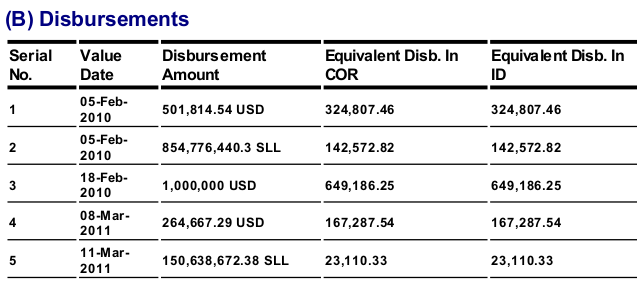 (B) Disbursements
Serial No. Value Date Disbursement Amount Equivalent Disb. In COR Equivalent Disb. In ID
1 05-Feb-2010 501,814.54 USD 324,807.46 324,807.46
2 05-Feb-2010 854,776,440.3 SLL 142,572.82 142,572.82
3 18-Feb-2010 1,000,000 USD 649,186.25 649,186.25
4 08-Mar-2011 264,667.29 USD 167,287.54 167,287.54
5 11-Mar-2011 150,638,672.38 SLL 23,110.33 23,110.33